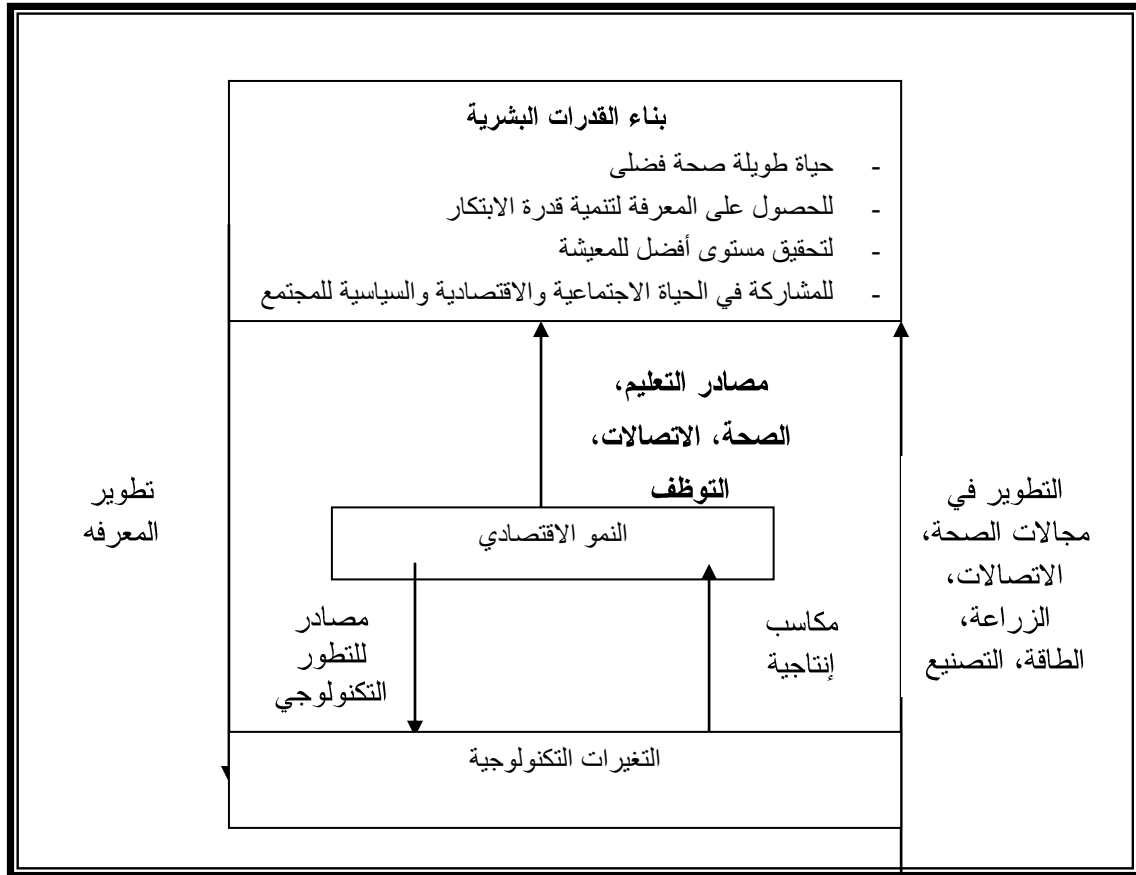 بناء القدرات البشرية
- حياة طويلة صحة فضلى
- للحصول على المعرفة لتنمية قدرة الابتكار
- لتحقيق مستوى أفضل للمعيشة
- للمشاركة في الحياة الاجتماعية والاقتصادية والسياسية للمجتمع
مصادر التعليم،
الصحة، الاتصالات،
التوظف
التطوير في
مجالات الصحة،
الاتصالات،
الزراعة،
الطاقة، التصنيع
تطوير
المعرفه
النمو الاقتصادي
مكاسب
إنتاجية
مصادر
للتطور
التكنولوجي
التغيرات التكنولوجية